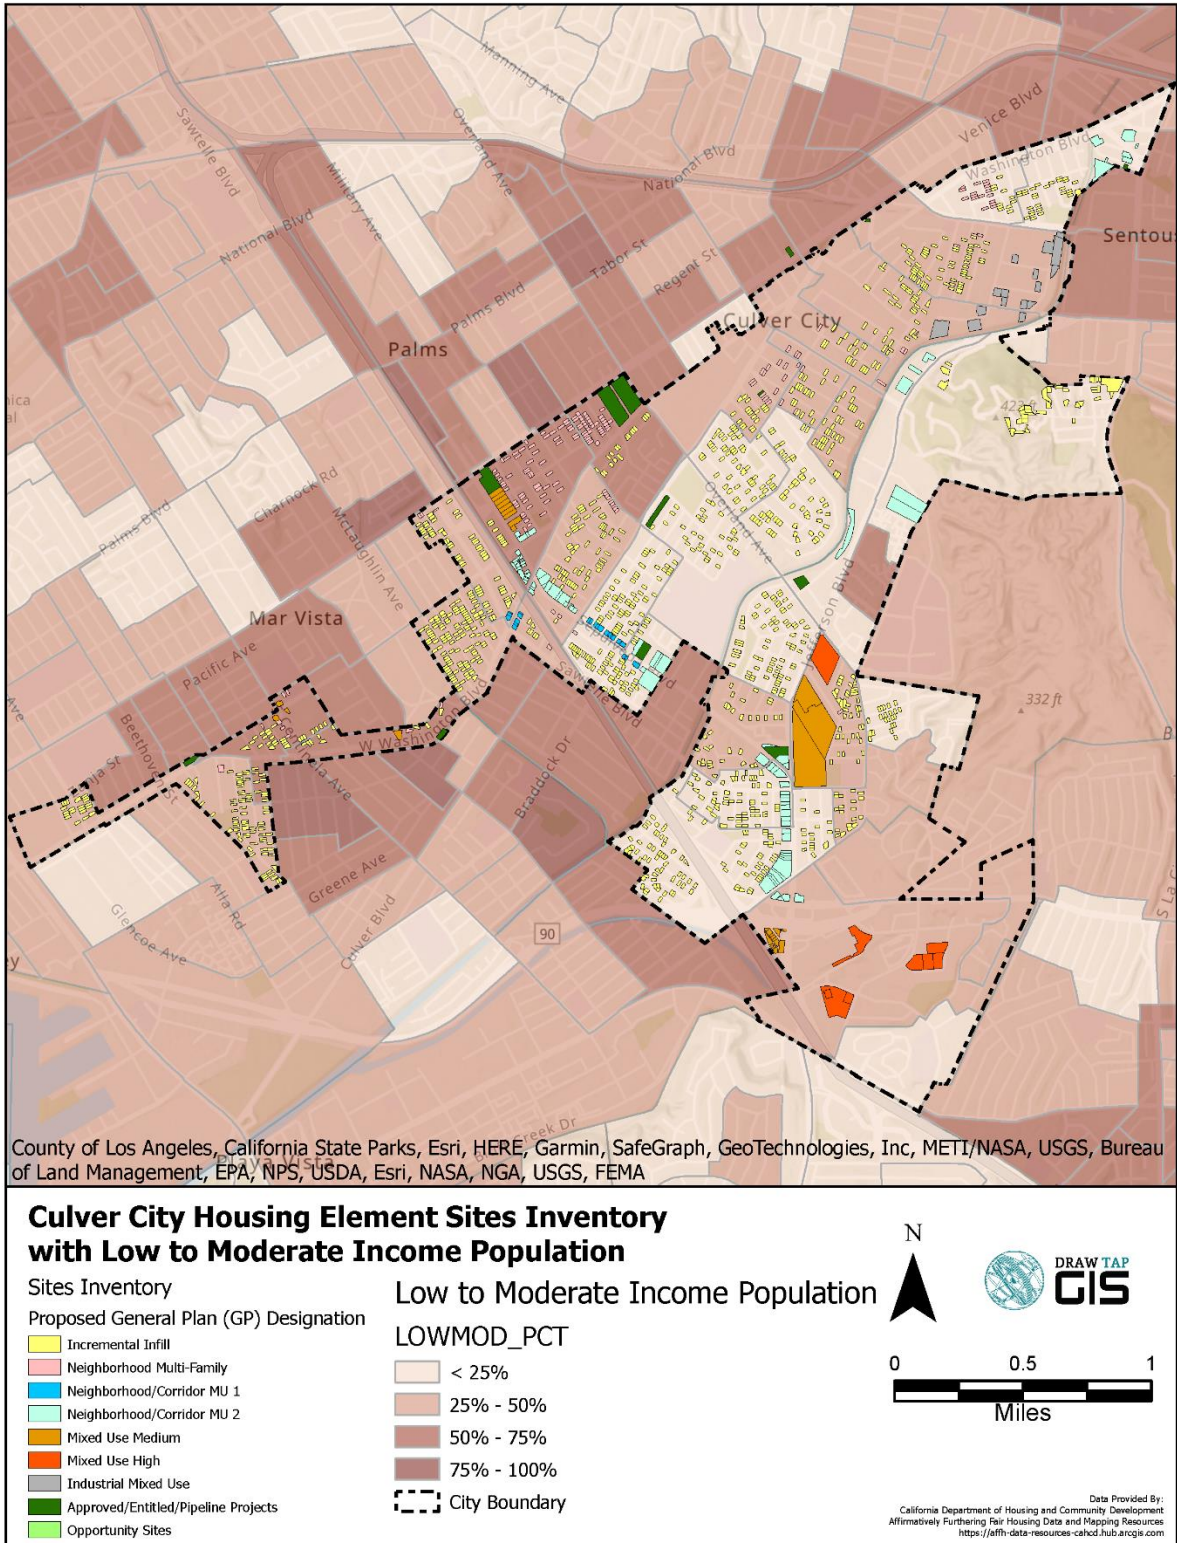 Manning Ave
Sawtelle Blvd
Overland Ave
Military Ave
Venice Blvd
Washington Blvd
National Blvd
National Blvd
Tabor St
Regent St
Palms Blvd
Culver City
Palms
422 ft
Charnock Rd
Palms Blvd
McLaughlin Ave
Overland Ave
Mar Vista
Pacific Ave
Sawtelle Blvd
W Washington Blvd
Beethoven St
Braddock Dr
332 ft
Greene Ave
Alla Rd
Glencoe Ave
Culver Blvd
90
County of Los Angeles, California State Parks, Esri, HERE, Garmin, SafeGraph, GeoTechnologies, Inc, METI/NASA, USGS, Bureau
of Land Management, EPA, NPS, USDA, Esri, NASA, NGA, USGS, FEMA
Playa Vista
Culver City Housing Element Sites Inventory
with Low to Moderate Income Population
Sites Inventory
Proposed General Plan (GP) Designation
Incremental Infill
Neighborhood Multi-Family
Neighborhood/Corridor MU 1
Neighborhood/Corridor MU 2
Mixed Use Medium
Mixed Use High
Industrial Mixed Use
Approved/Entitled/Pipeline Projects
Opportunity Sites
Low to Moderate Income Population
LOWMOD_PCT
< 25%
25% - 50%
50% - 75%
75% - 100%
City Boundary
N
DRAW TAP
GIS
0 0.5 1
Miles
Data Provided By:
California Department of Housing and Community Development
Affirmatively Furthering Fair Housing Data and Mapping Resources
https://affh-data-resources-cahcd.hub.arcgis.com